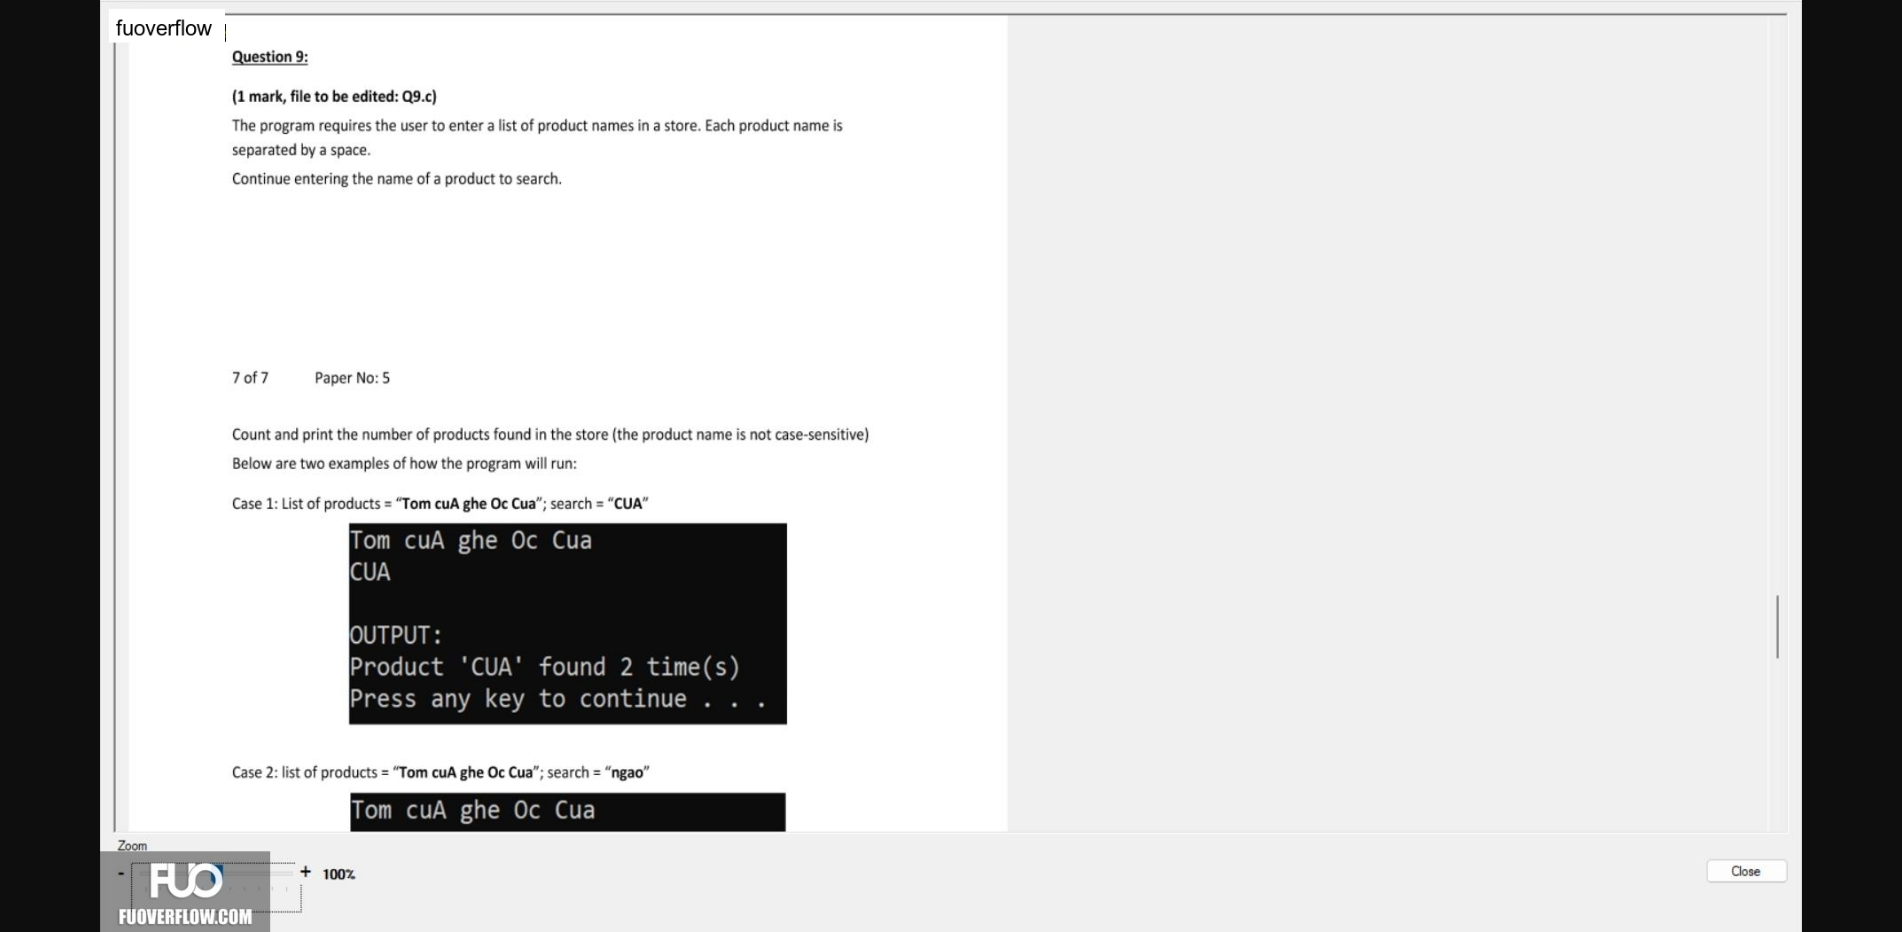 fuoverflow
Question 9:
(1 mark, file to be edited: Q9.c)
The program requires the user to enter a list of product names in a store. Each product name is
separated by a space.
Continue entering the name of a product to search.
7 of 7 Paper No: 5
Count and print the number of products found in the store (the product name is not case-sensitive)
Below are two examples of how the program will run:
Case 1: List of products = “Tom cuA ghe Oc Cua”; search = “CUA”
Tom cuA ghe Oc Cua
CUA
OUTPUT:
Product 'CUA' found 2 time(s)
Press any key to continue . . .
Case 2: list of products = “Tom cuA ghe Oc Cua”; search = “ngao”
Tom cuA ghe Oc Cua
Zoom
- + 100%
Close
FUO
FUOVERFLOW.COM